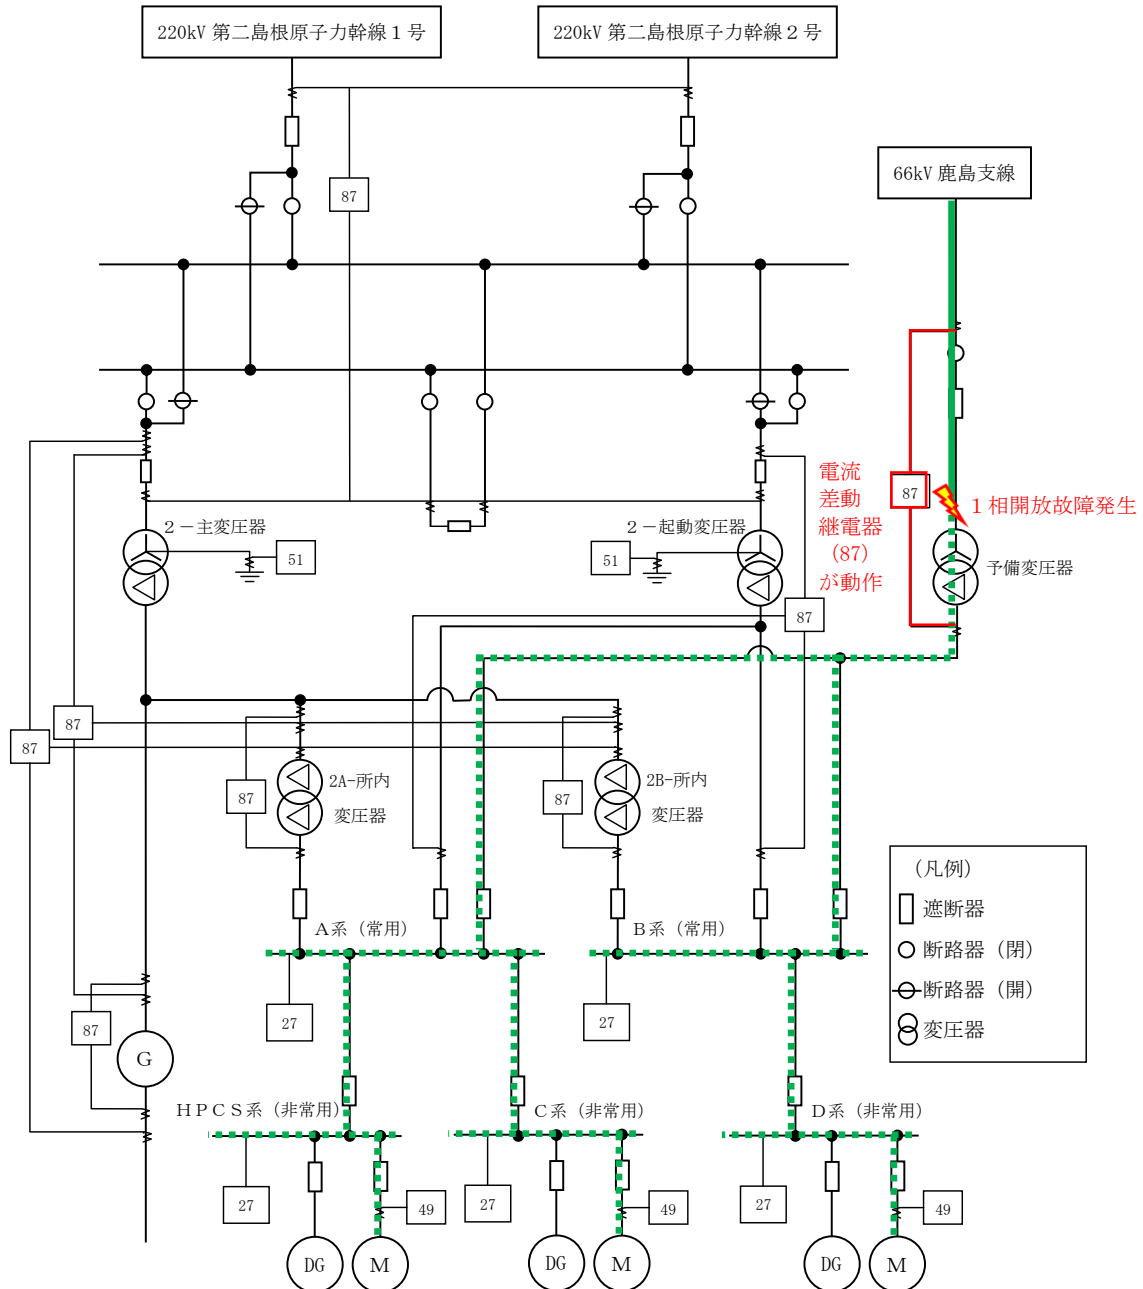 220kV 第二島根原子力幹線１号
220kV 第二島根原子力幹線２号
66kV 鹿島支線
87
電流
差動
継電器
(87)
が動作
87
１相開放故障発生
２－主変圧器
51
２－起動変圧器
51
予備変圧器
87
87
87
87
2A-所内
変圧器
87
2B-所内
変圧器
(凡例)
遮断器
断路器（閉）
断路器（開）
変圧器
A系（常用）
B系（常用）
27
27
87
G
ＨＰＣＳ系（非常用）
C系（非常用）
D系（非常用）
27
49
27
49
27
49
DG
M
DG
M
DG
M